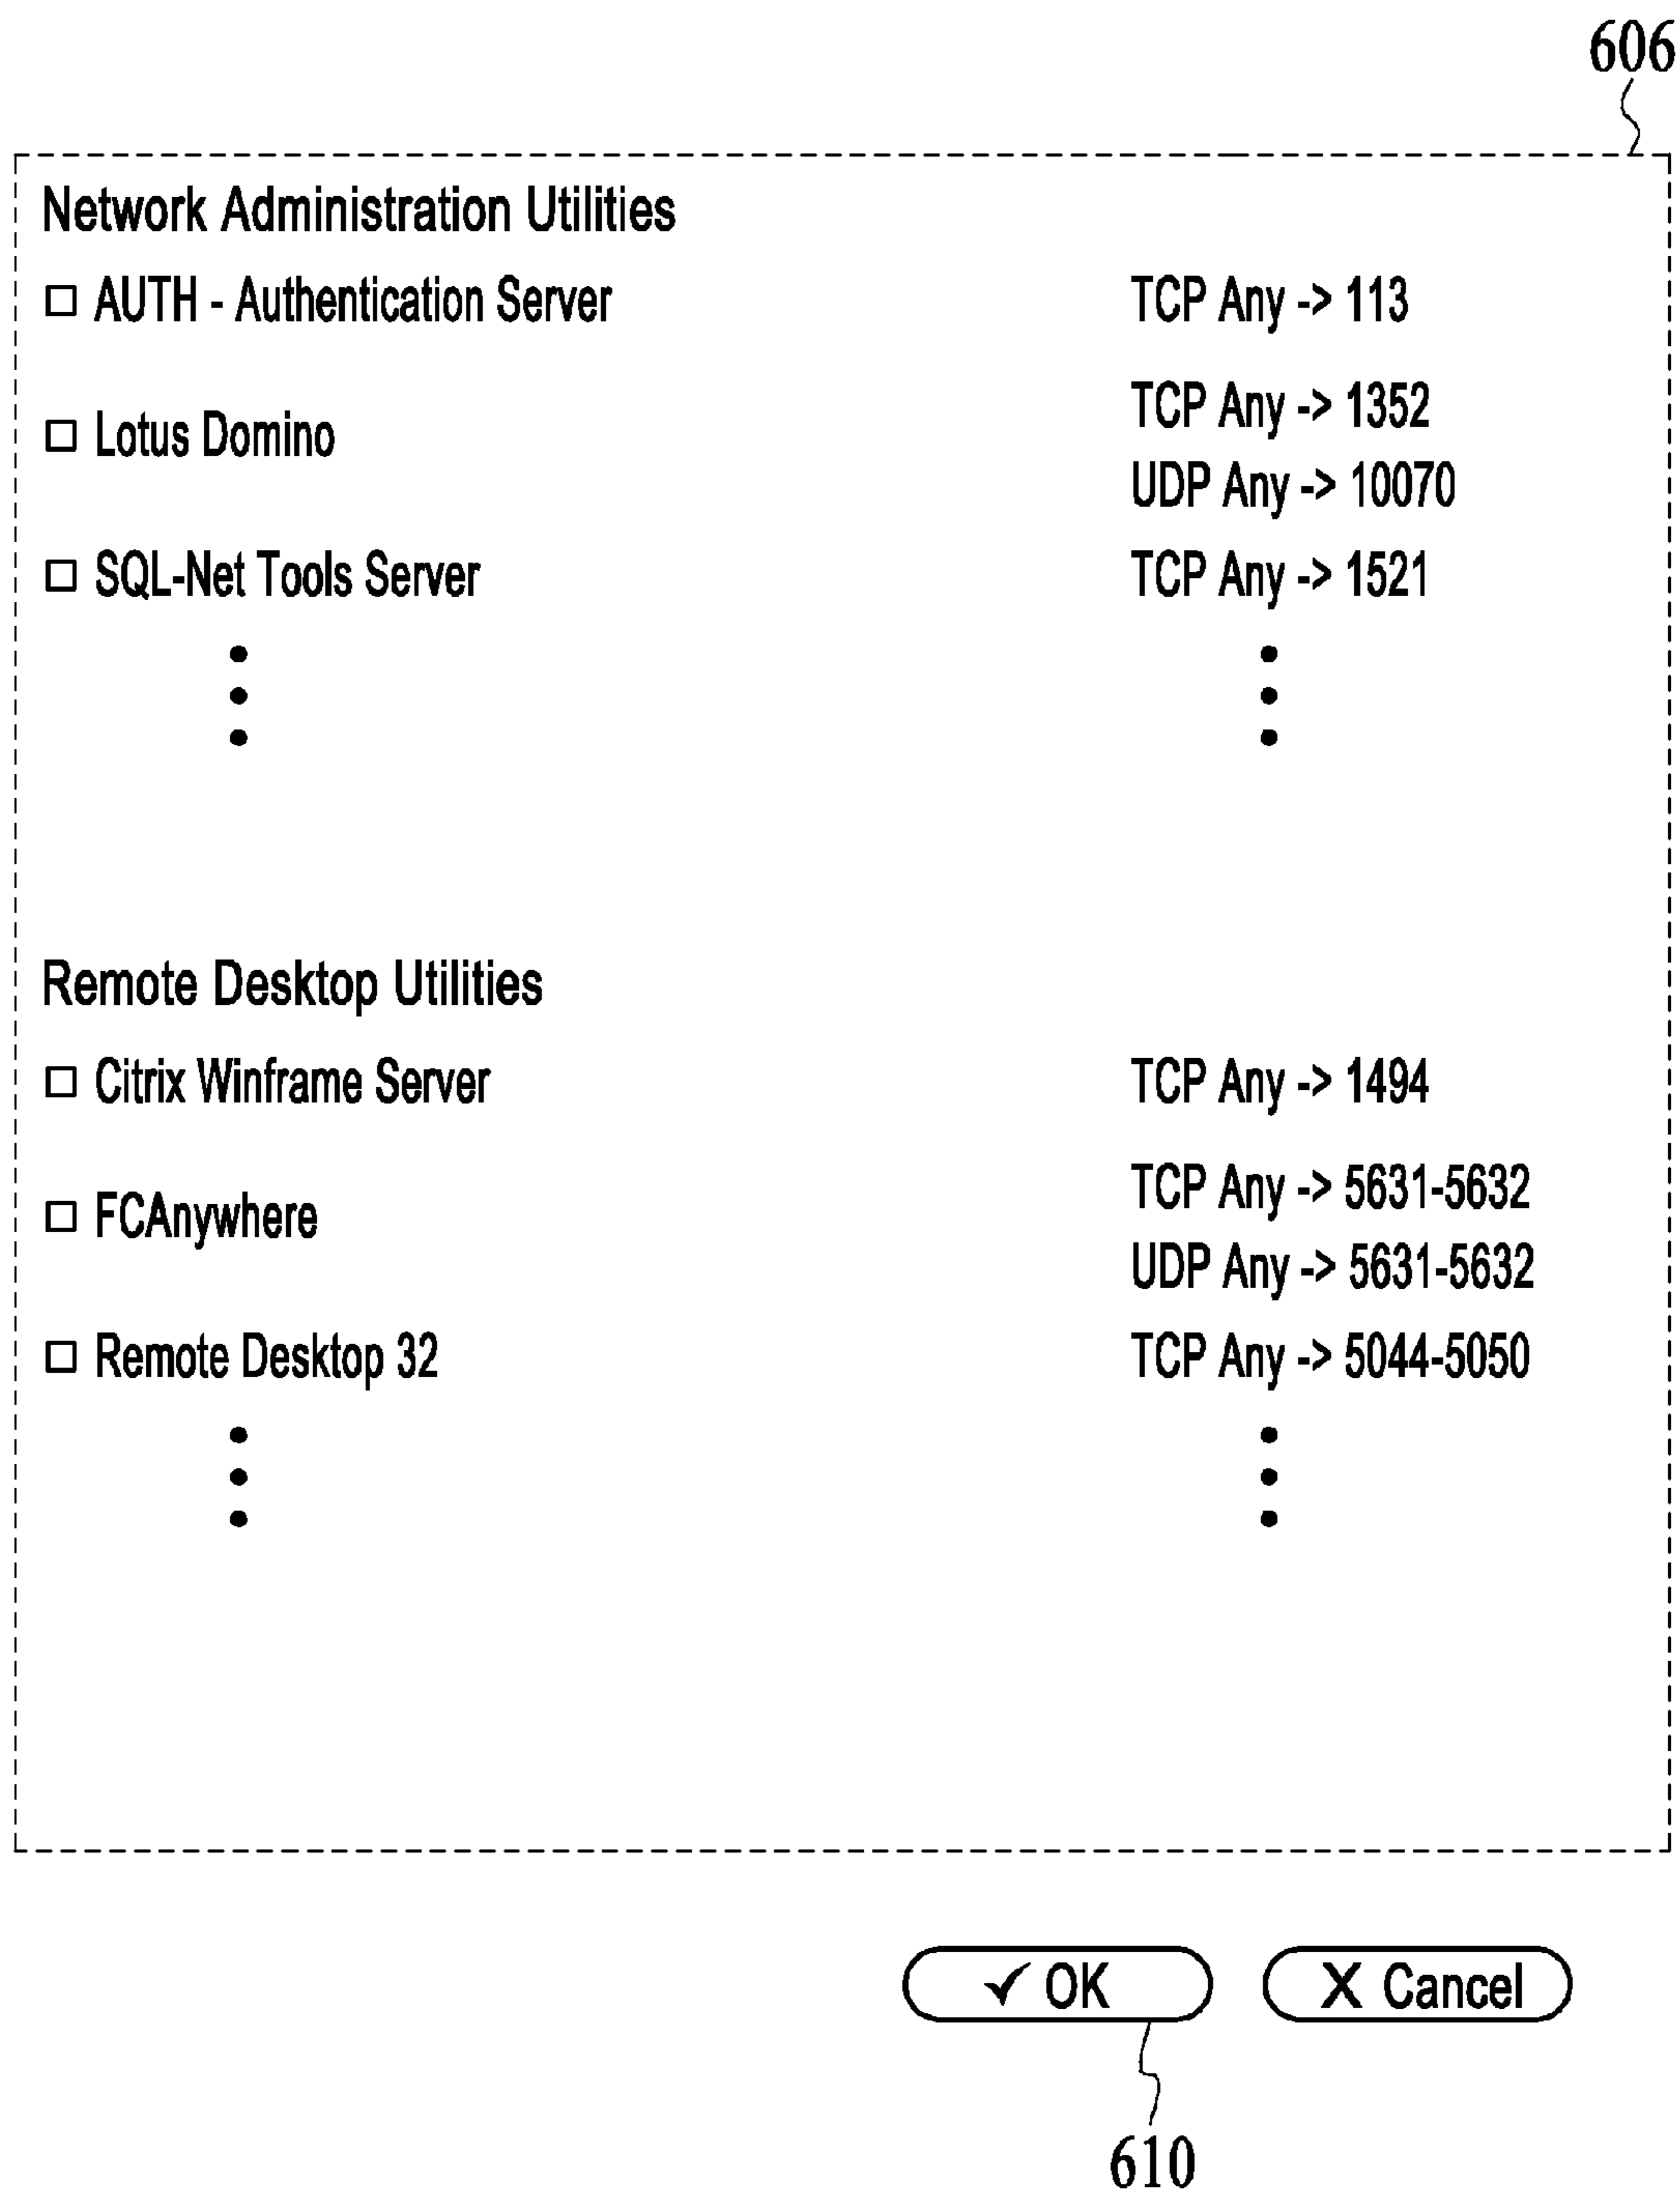 606
Network Administration Utilities
AUTH - Authentication Server TCP Any -> 113
Lotus Domino TCP Any -> 1352
UDP Any -> 10070
SQL-Net Tools Server TCP Any -> 1521
Remote Desktop Utilities
Citrix Winframe Server TCP Any -> 1494
FCAnywhere TCP Any -> 5631-5632
UDP Any -> 5631-5632
Remote Desktop 32 TCP Any -> 5044-5050
✓ OK X Cancel
610